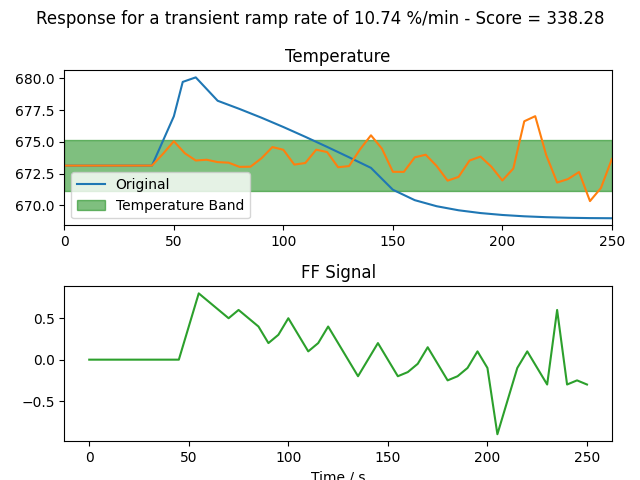 Response for a transient ramp rate of 10.74 %/min - Score = 338.28
Temperature
680.0
677.5
675.0
672.5
670.0
Original
Temperature Band
0 50 100 150 200 250
FF Signal
0.5
0.0
−0.5
0 50 100 150 200 250
Time / s